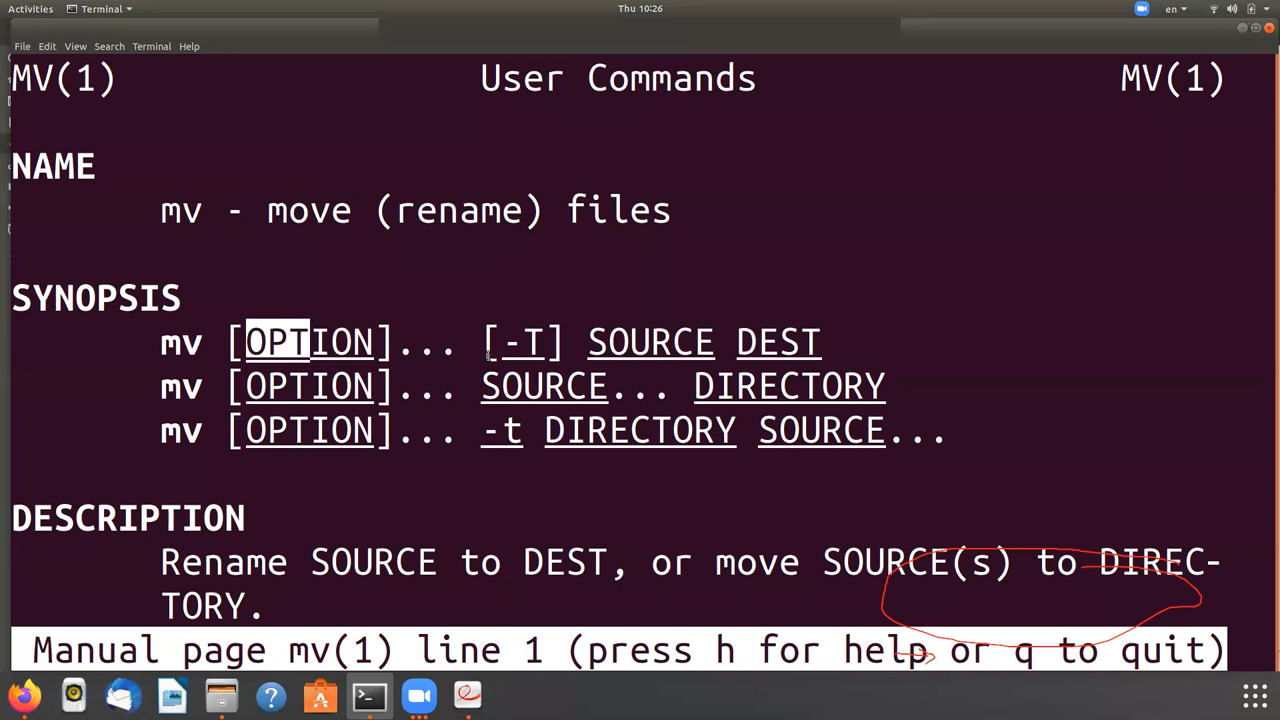 Activities Terminal Thu 10:26 en
File Edit View Search Terminal Help
MV(1) User Commands MV(1)
NAME
mv - move (rename) files
SYNOPSIS
mv [OPTION]... [-T] SOURCE DEST
mv [OPTION]... SOURCE... DIRECTORY
mv [OPTION]... -t DIRECTORY SOURCE...
DESCRIPTION
Rename SOURCE to DEST, or move SOURCE(s) to DIREC-
TORY.
Manual page mv(1) line 1 (press h for help or q to quit)